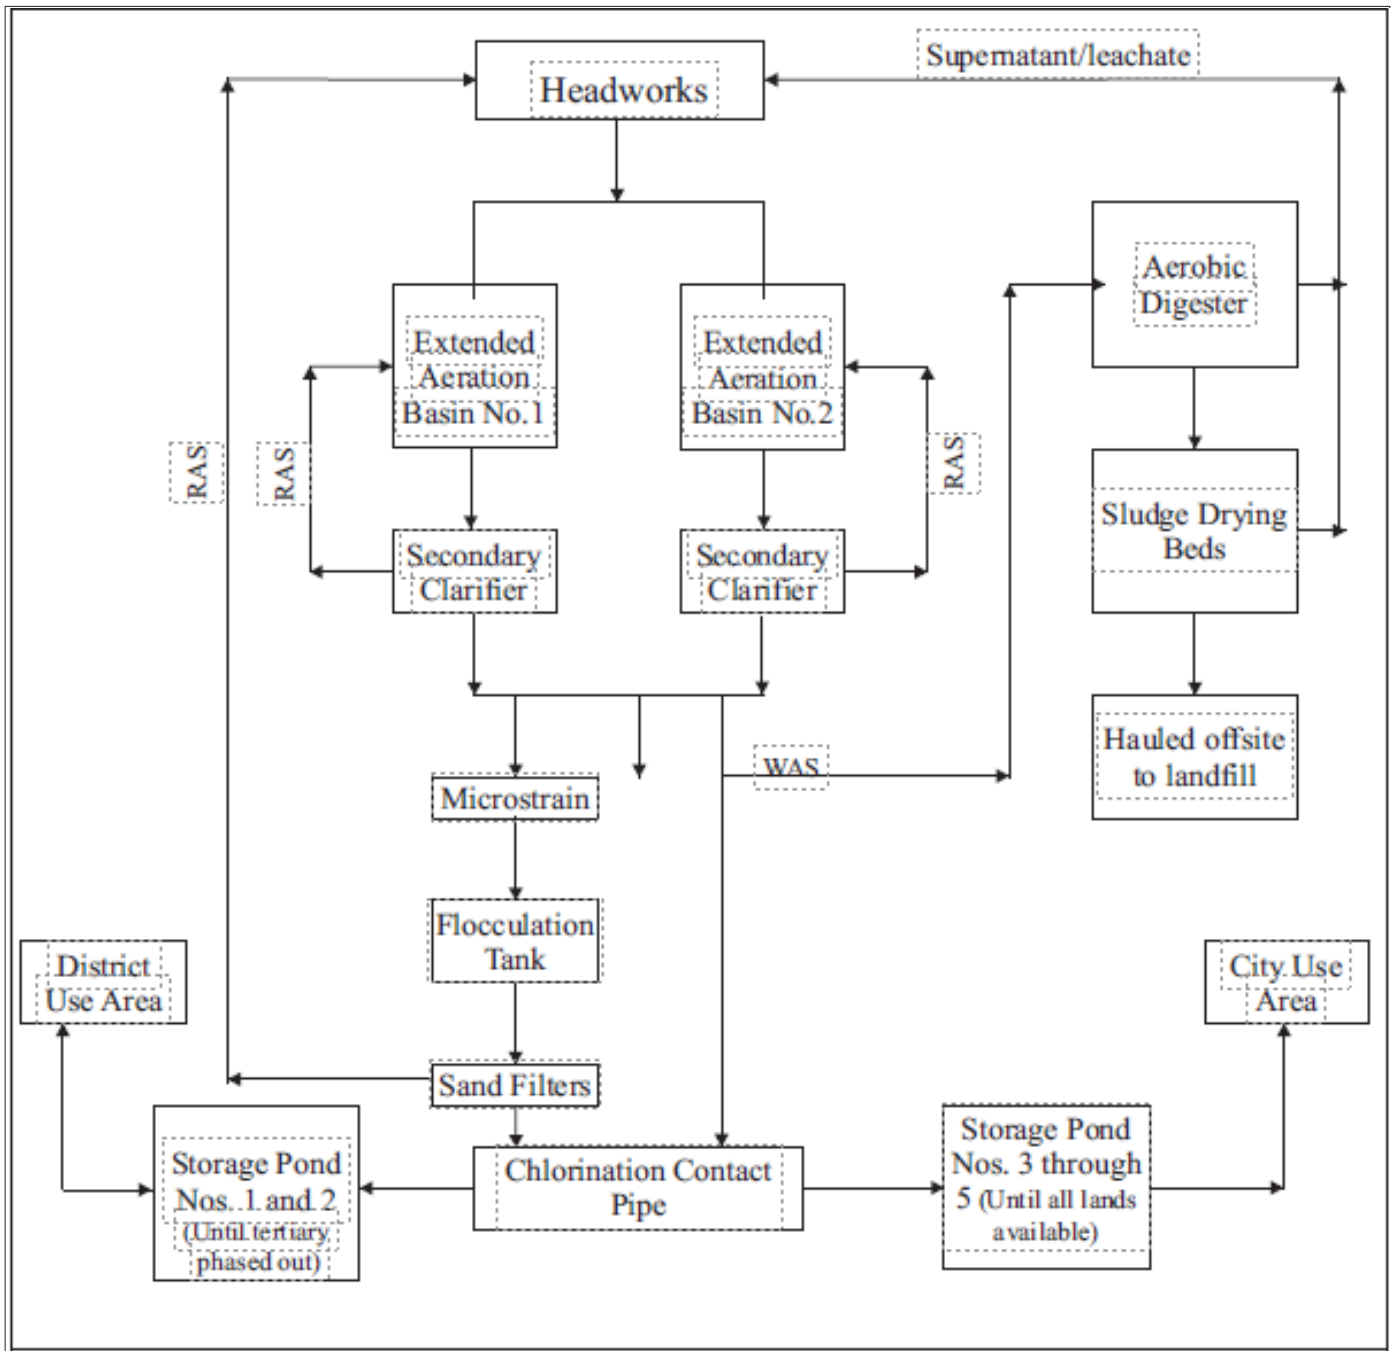 Supernatant/leachate
Headworks
Aerobic
Digester
Extended
Aeration
Basin No.1
Extended
Aeration
Basin No.2
RAS
RAS
RAS
Sludge Drying
Beds
Secondary
Clarifier
Secondary
Clarifier
Hauled offsite
to landfill
WAS
Microstrain
Flocculation
Tank
District
Use Area
City Use
Area
Sand Filters
Storage Pond
Nos. 1 and 2
(Until tertiary
phased out)
Chlorination Contact
Pipe
Storage Pond
Nos. 3 through
5 (Until all lands
available)